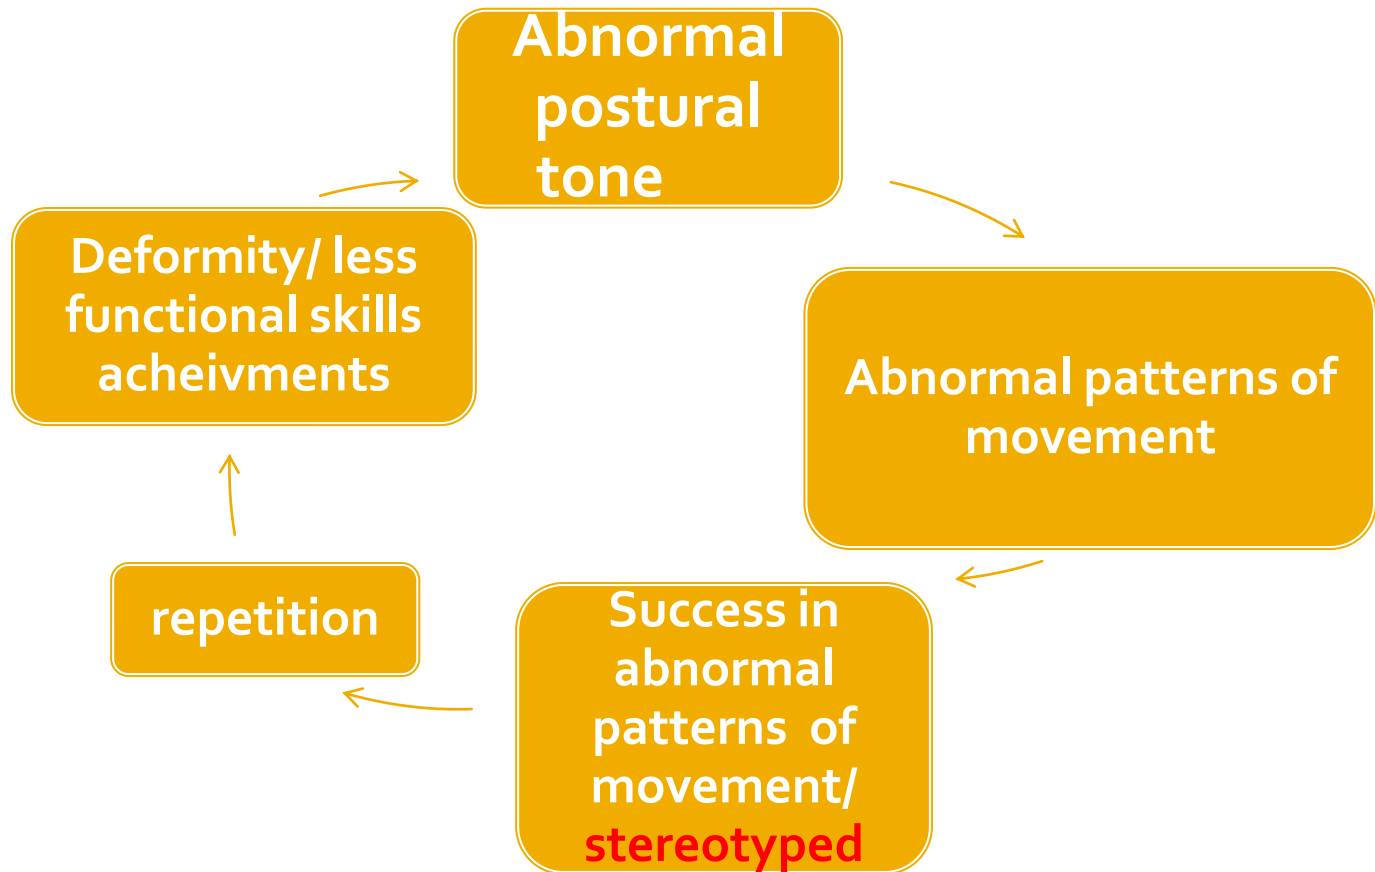 Abnormal
postural
tone
Abnormal patterns of
movement
Success in
abnormal
patterns of
movement/
stereotyped
repetition
Deformity/ less
functional skills
acheivments